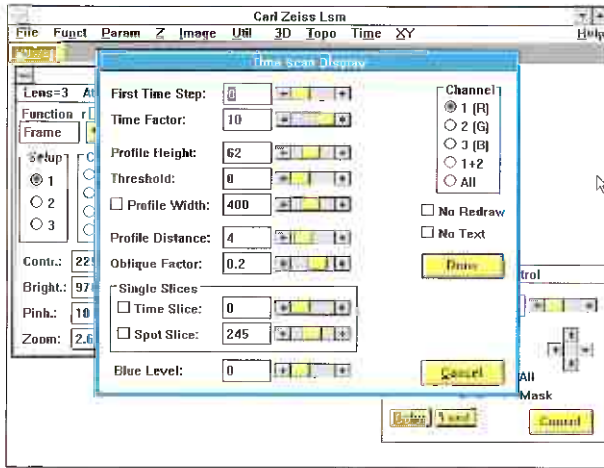 Carl Zeiss Lsm
File Funct Param Z Image Util 3D Topo Time XY Help
Time Scan Display
Lens=3
Function
Frame
Setup
1
2
3
Contr.:
Bright.:
Pinh.: 10
Zoom: 2.6
First Time Step: 0
Time Factor: 10
Profile Height: 62
Threshold: 0
Profile Width: 400
Profile Distance: 4
Oblique Factor: 0.2
Single Slices
Time Slice: 0
Spot Slice: 245
Blue Level: 0
Channel
1 (R)
2 (G)
3 (B)
1+2
All
No Redraw
No Text
Draw
Cancel
trol
All
Mask
Cancel